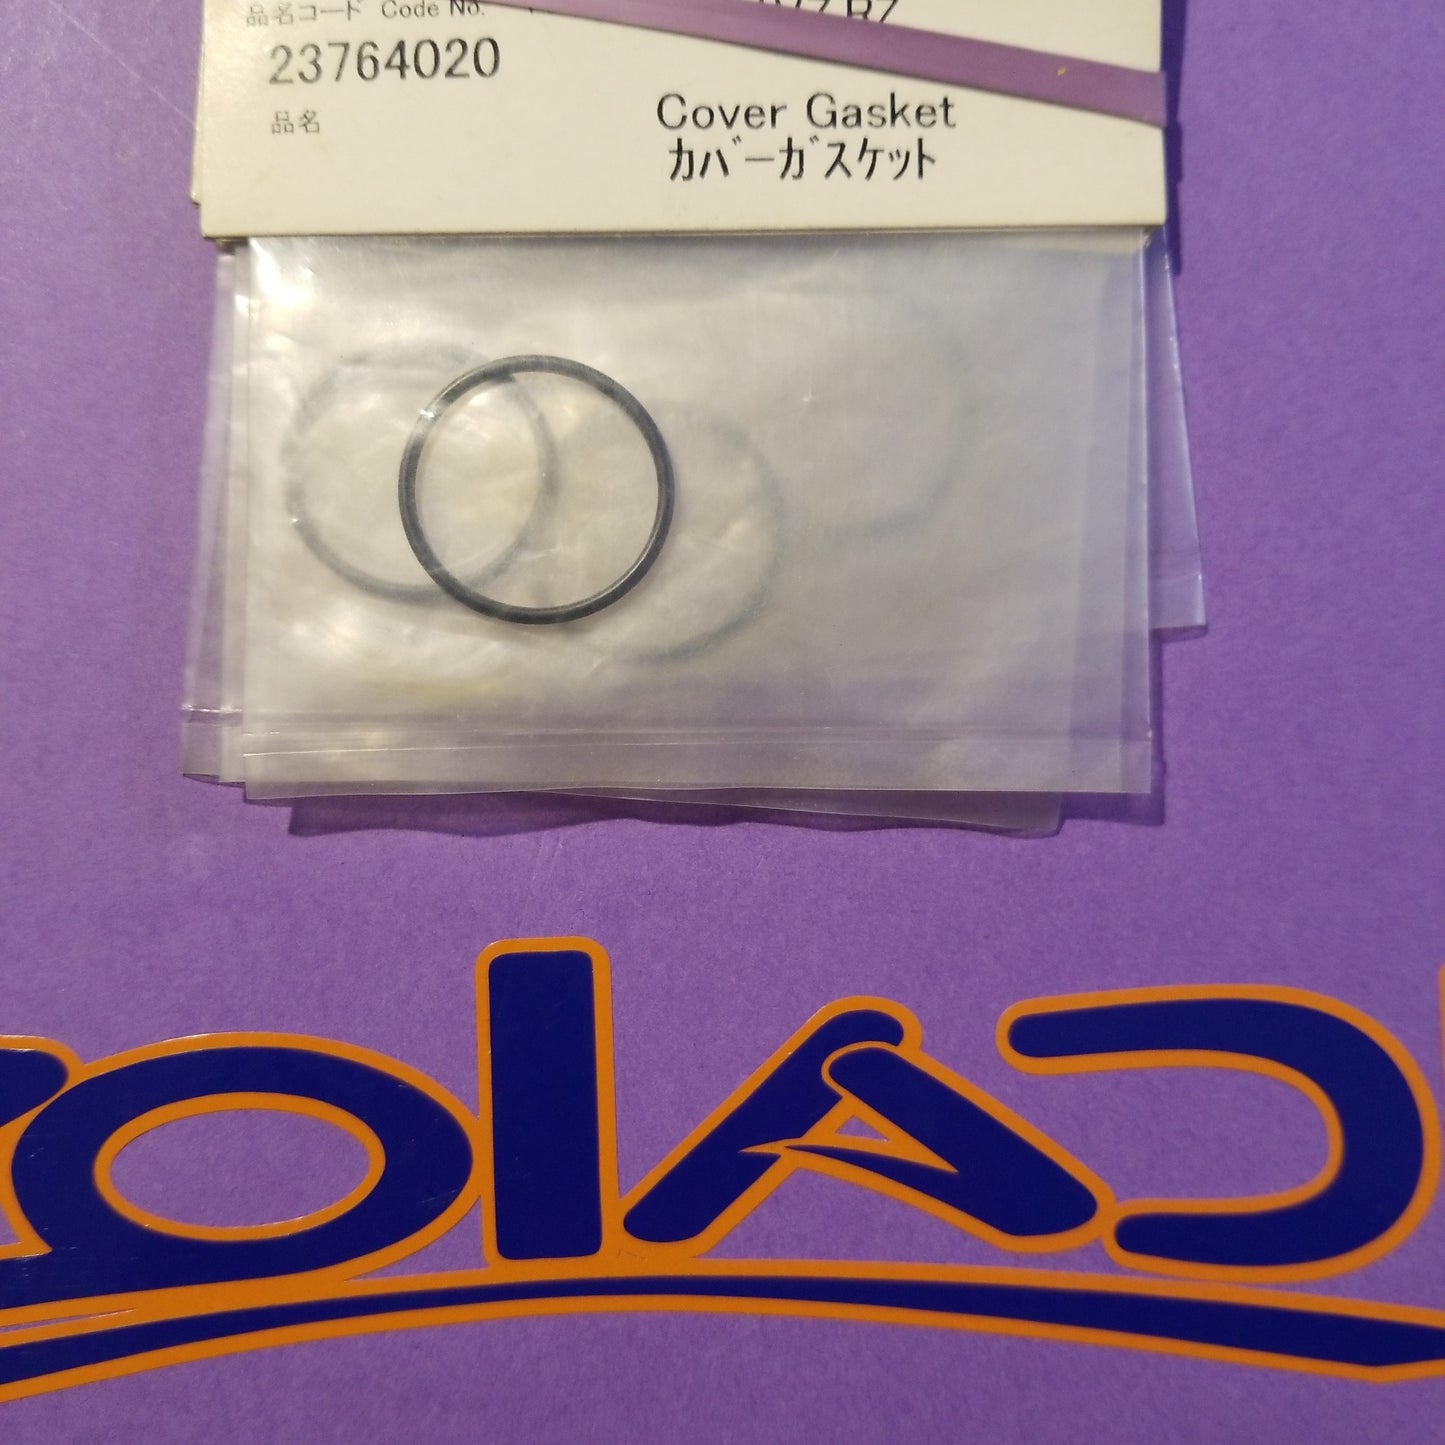 品名コード Code No.
23764020
品名
Cover Gasket
カバーガスケット